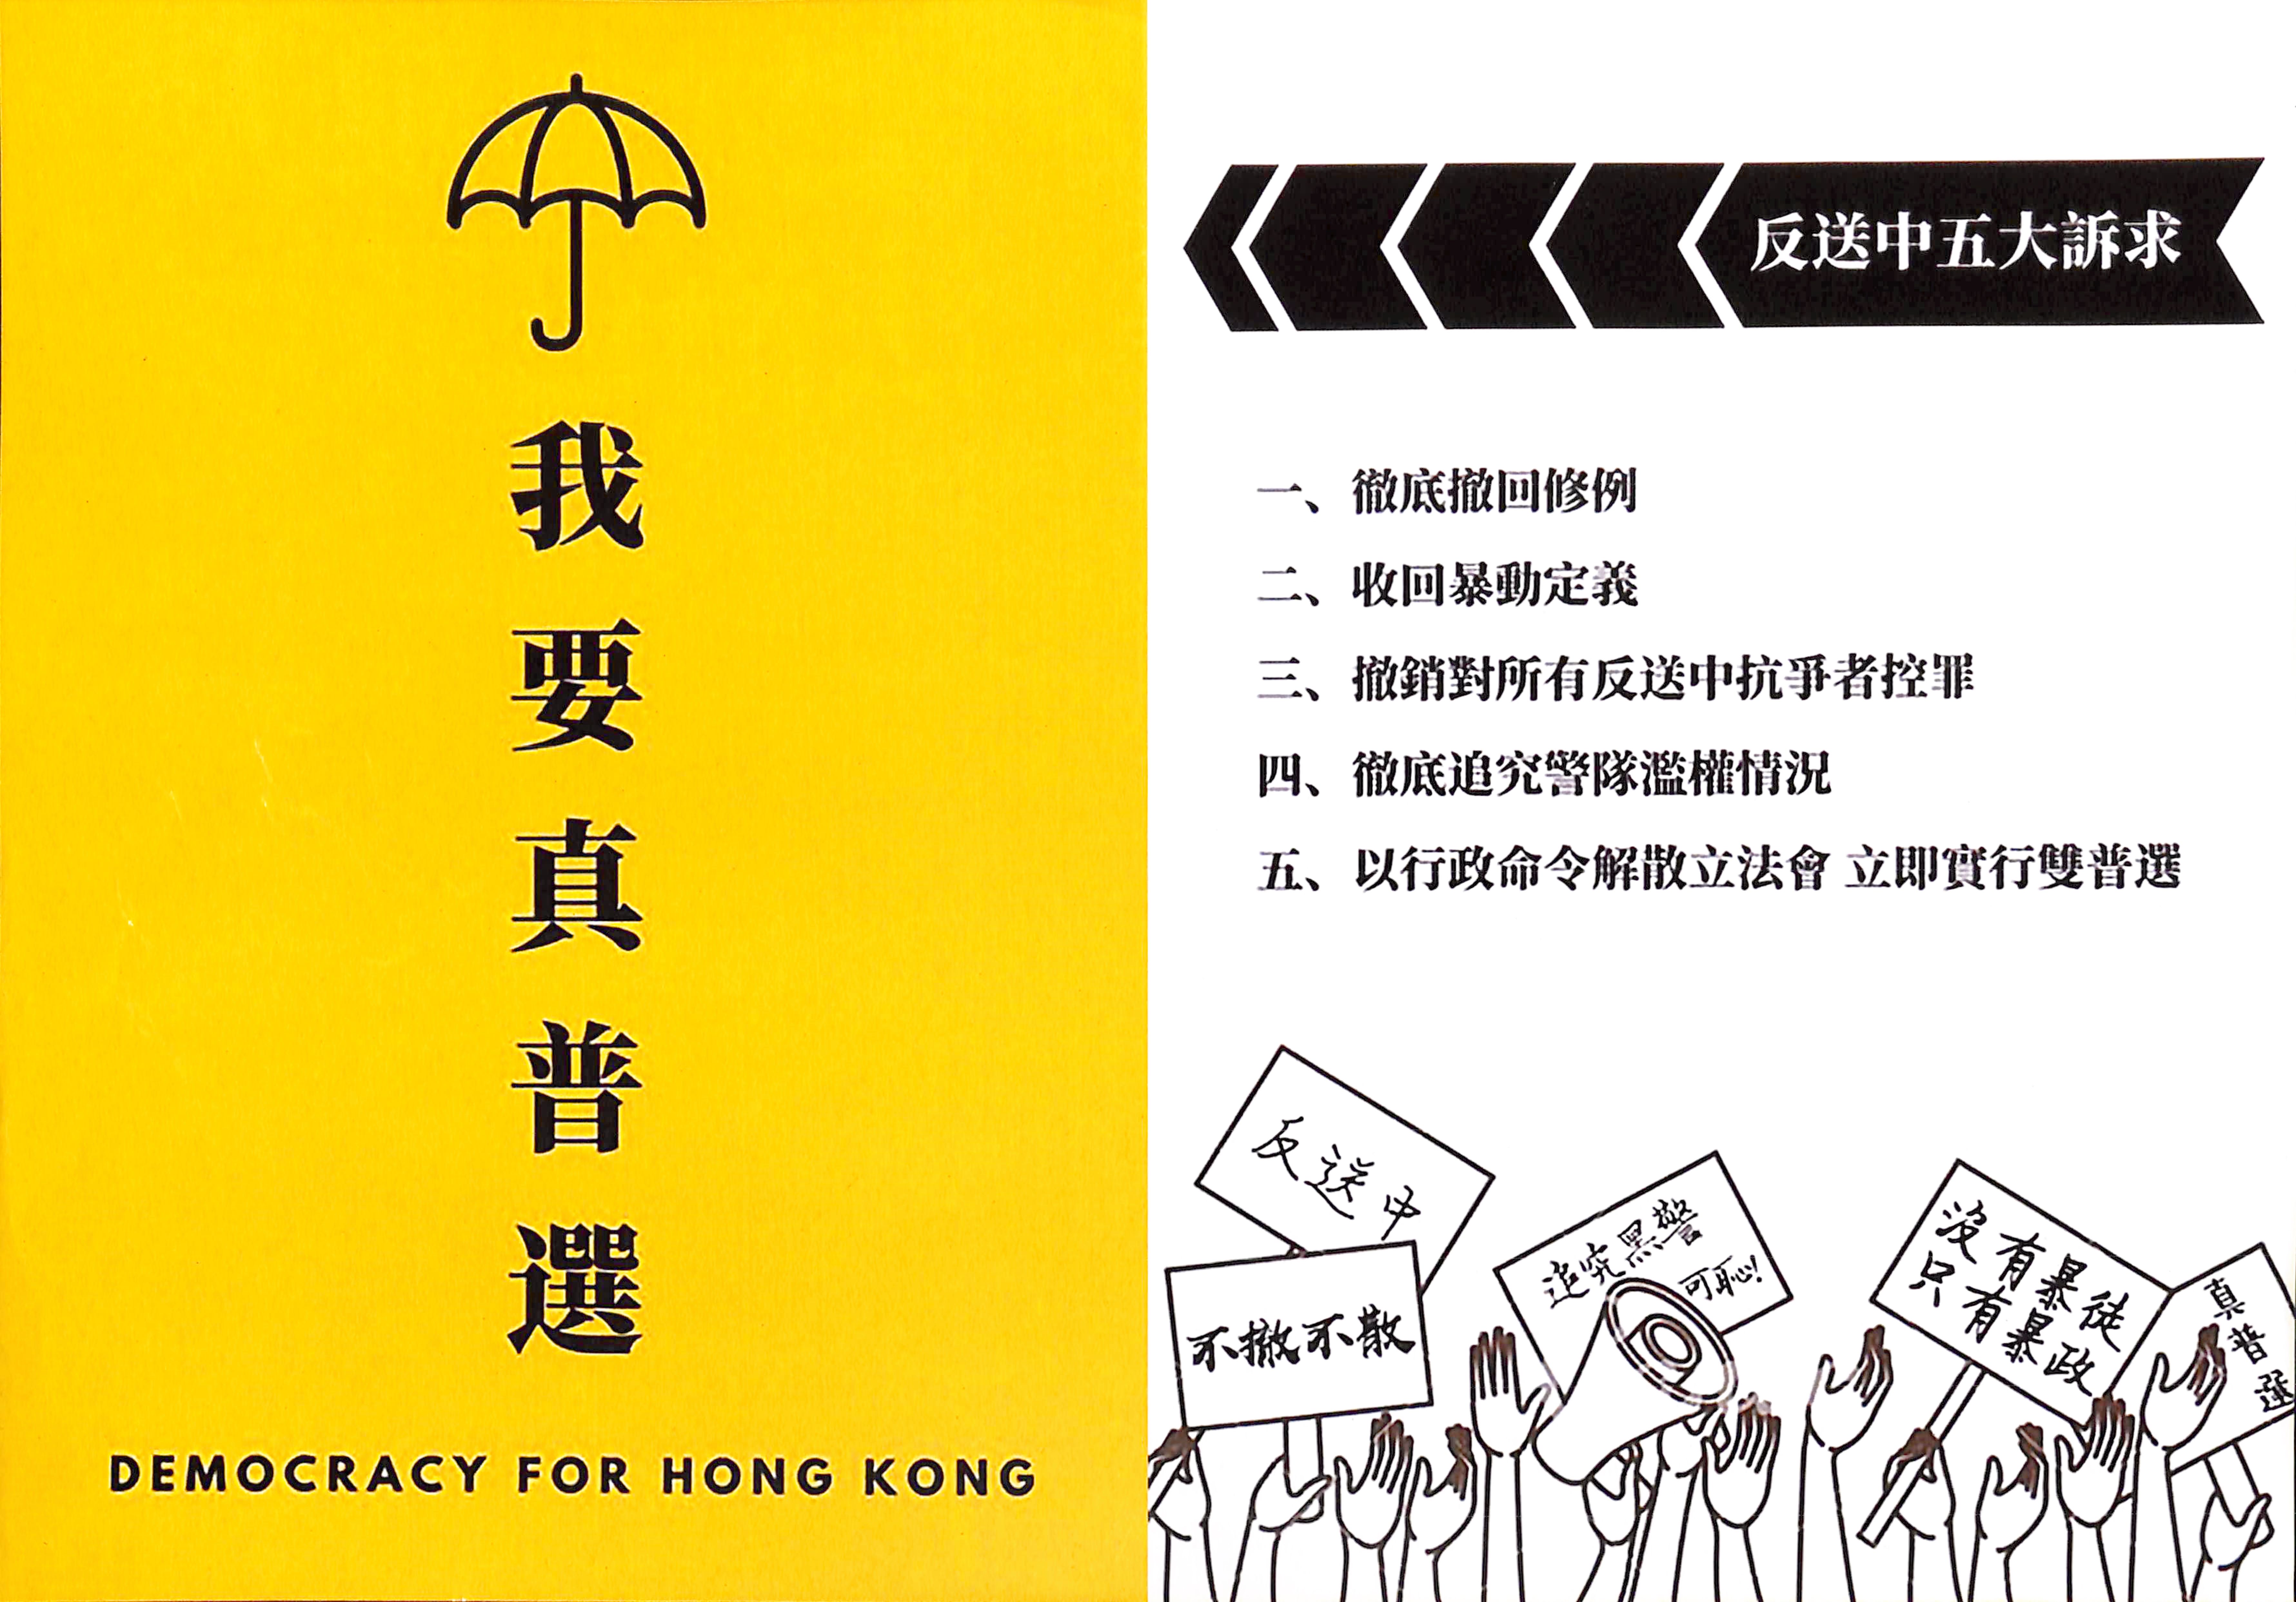 我要真普選
DEMOCRACY FOR HONG KONG
反送中五大訴求
一、徹底撤回修例
二、收回暴動定義
三、撤銷對所有反送中抗爭者控罪
四、徹底追究警隊濫權情況
五、以行政命令解散立法會 立即實行雙普選
反送中
不撤不散
追究黑警
可恥!
沒有暴徒
只有暴政
真普選